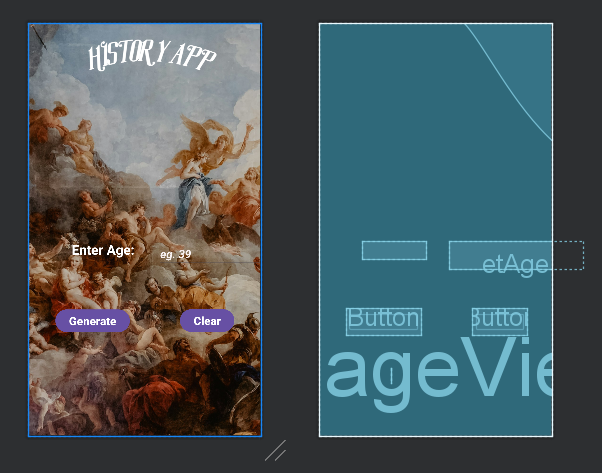 HISTORY APP
Enter Age:
eg. 39
Generate
Clear
etAge
Button
Button
ageVie